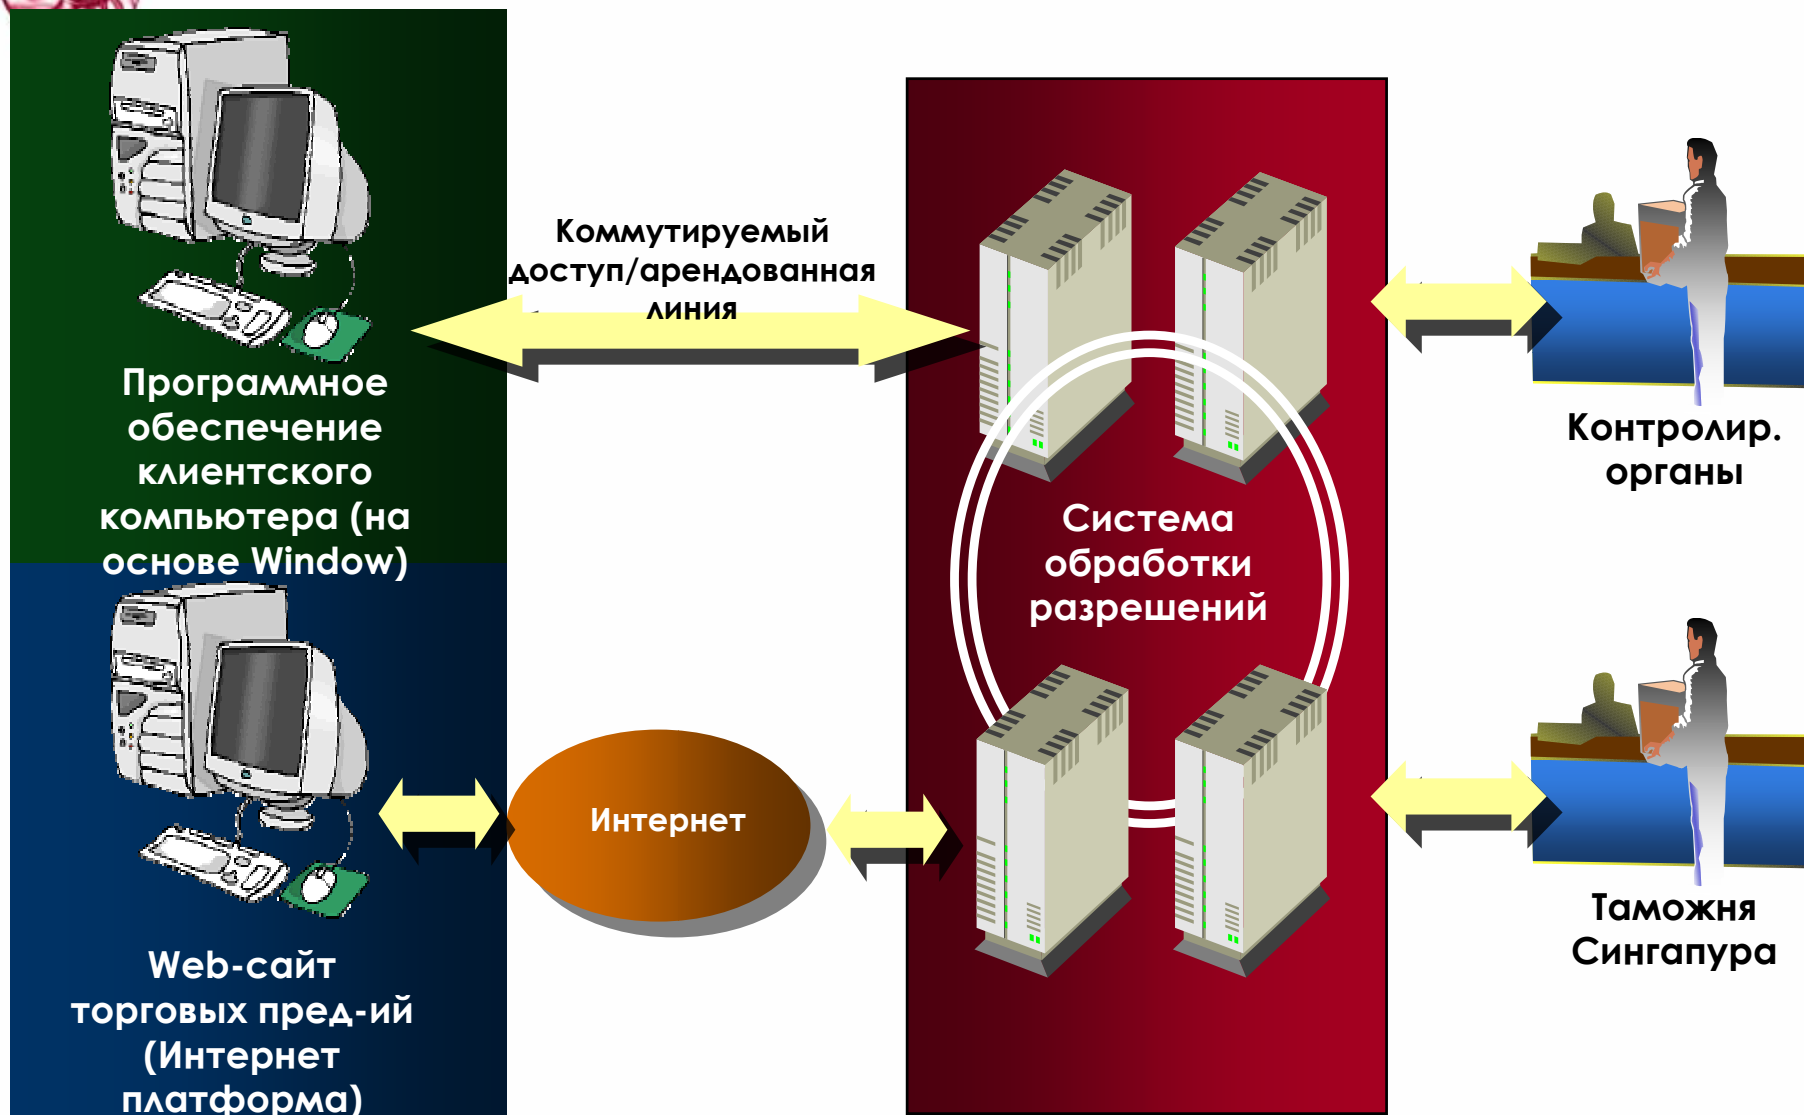 Программное
обеспечение
клиентского
компьютера (на
основе Window)
Коммутируемый
доступ/арендованная
линия
Система
обработки
разрешений
Контролир.
органы
Интернет
Web-сайт
торговых пред-ий
(Интернет
платформа)
Таможня
Сингапура